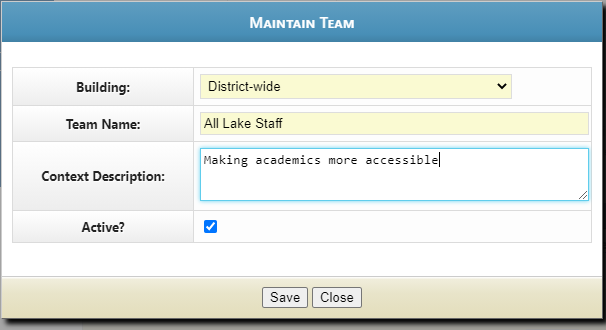 Maintain Team
Building: District-wide
Team Name: All Lake Staff
Context Description: Making academics more accessible
Active?
Save Close